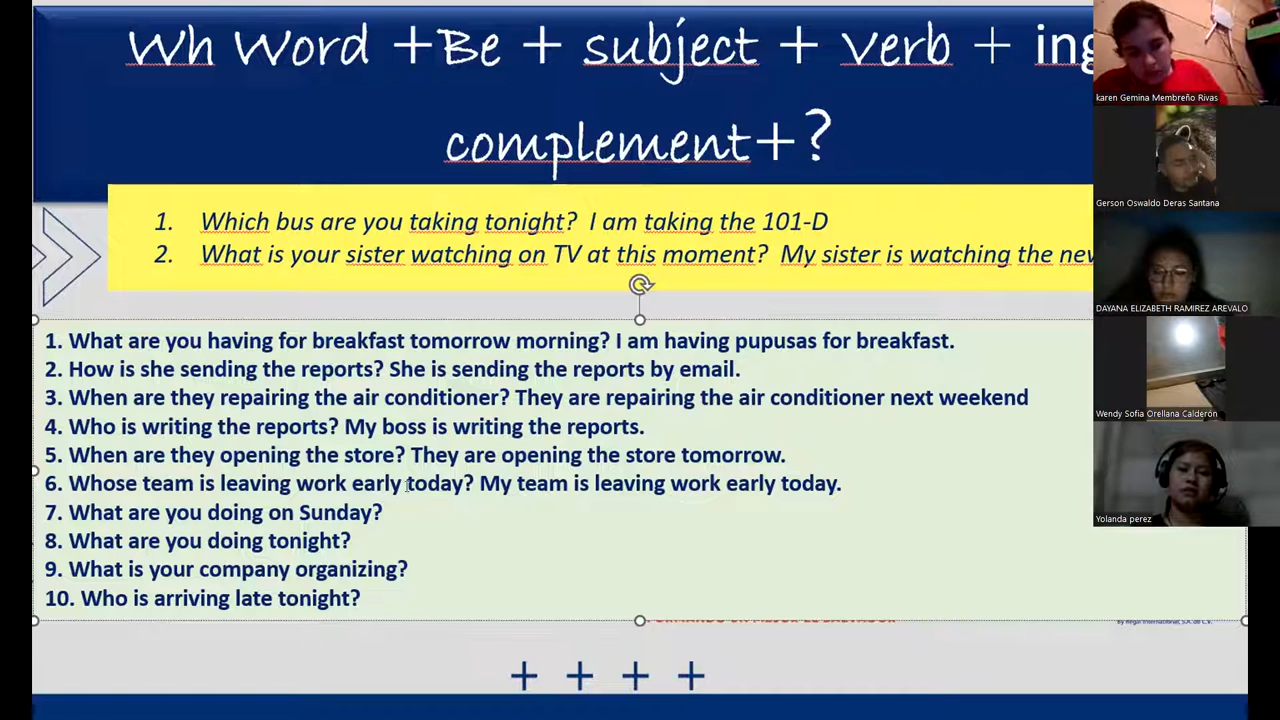 Wh Word + Be + subject + verb + ing
complement+?
1. Which bus are you taking tonight? I am taking the 101-D
2. What is your sister watching on TV at this moment? My sister is watching the
1. What are you having for breakfast tomorrow morning? I am having pupusas for breakfast.
2. How is she sending the reports? She is sending the reports by email.
3. When are they repairing the air conditioner? They are repairing the air conditioner next weekend
4. Who is writing the reports? My boss is writing the reports.
5. When are they opening the store? They are opening the store tomorrow.
6. Whose team is leaving work early today? My team is leaving work early today.
7. What are you doing on Sunday?
8. What are you doing tonight?
9. What is your company organizing?
10. Who is arriving late tonight?
+ + + +
karen Gemina Membreño Rivas
Gerson Oswaldo Deras Santana
DAYANA ELIZABETH RAMIREZ AREVALO
Wendy Sofia Orellana Calderón
Yolanda perez